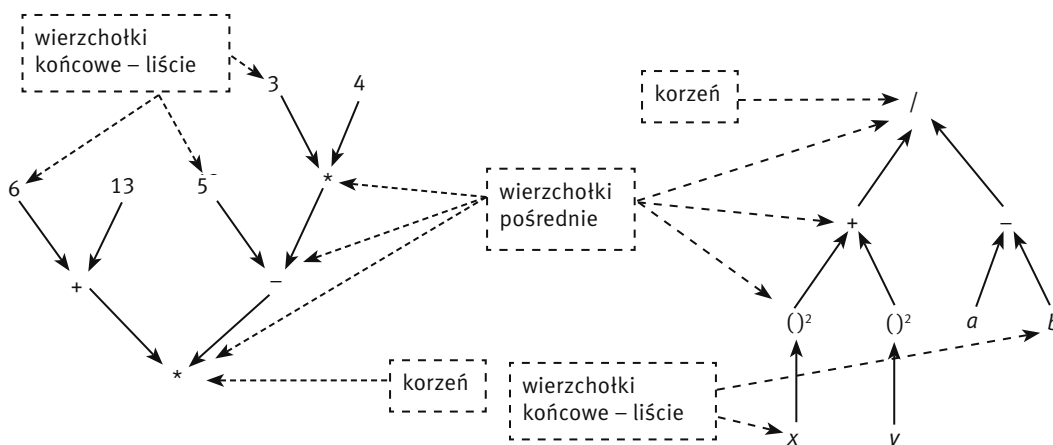 wierzchołki
końcowe – liście
3 4
korzeń /
6 13 5 *
wierzchołki
pośrednie
+ –
+ –
()² ()² a b
*
korzeń
wierzchołki
końcowe – liście
x